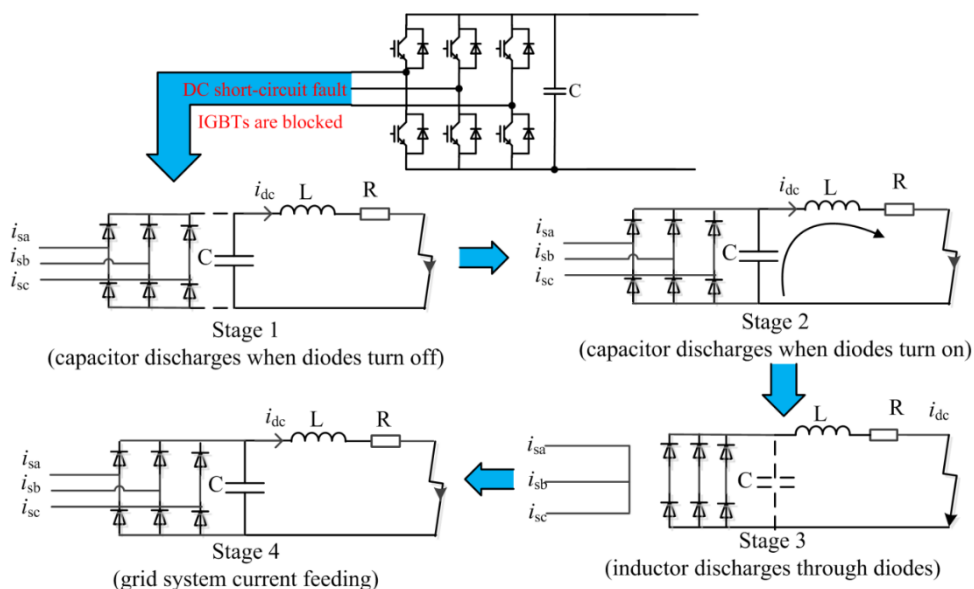 DC short-circuit fault
C
IGBTs are blocked
idc
L
R
isa
isb
isc
C
Stage 1
(capacitor discharges when diodes turn off)
idc
L
R
isa
isb
isc
C
Stage 2
(capacitor discharges when diodes turn on)
idc
L
R
isa
isb
isc
C
Stage 4
(grid system current feeding)
L
R
idc
isa
isb
isc
C
Stage 3
(inductor discharges through diodes)